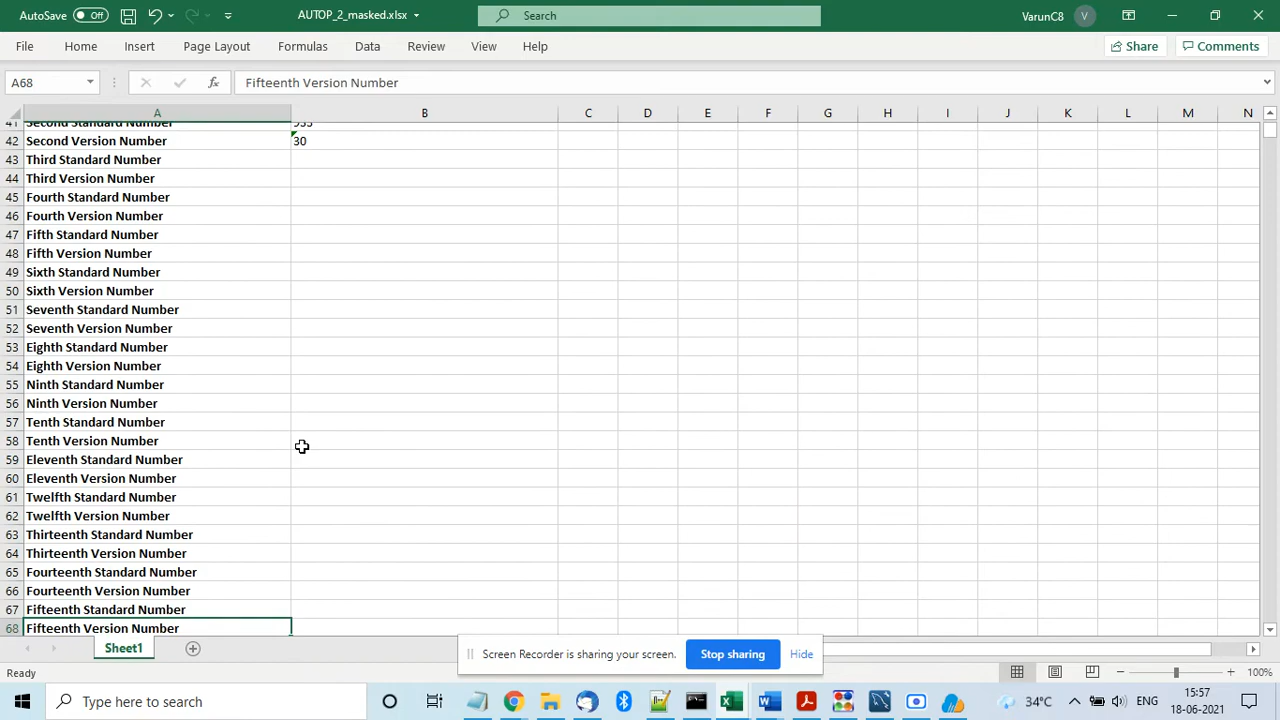 AutoSave Off AUTOP_2_masked.xlsx Search VarunC8 V
File Home Insert Page Layout Formulas Data Review View Help Share Comments
A68 fx Fifteenth Version Number
A B C D E F G H I J K L M N
41 Second Standard Number
42 Second Version Number 30
43 Third Standard Number
44 Third Version Number
45 Fourth Standard Number
46 Fourth Version Number
47 Fifth Standard Number
48 Fifth Version Number
49 Sixth Standard Number
50 Sixth Version Number
51 Seventh Standard Number
52 Seventh Version Number
53 Eighth Standard Number
54 Eighth Version Number
55 Ninth Standard Number
56 Ninth Version Number
57 Tenth Standard Number
58 Tenth Version Number
59 Eleventh Standard Number
60 Eleventh Version Number
61 Twelfth Standard Number
62 Twelfth Version Number
63 Thirteenth Standard Number
64 Thirteenth Version Number
65 Fourteenth Standard Number
66 Fourteenth Version Number
67 Fifteenth Standard Number
68 Fifteenth Version Number
Sheet1
Screen Recorder is sharing your screen. Stop sharing Hide
Ready 100%
Type here to search 34°C ENG 15:57
18-06-2021